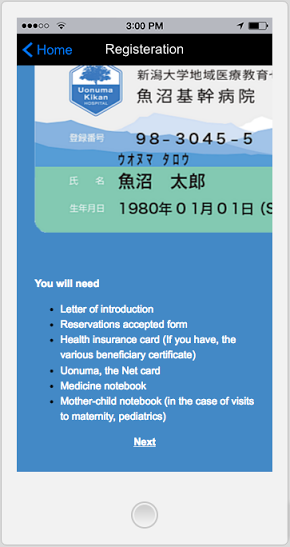 3:00 PM
Home
Registeration
新潟大学地域医療教育
Uonuma
Kikan
HOSPITAL
魚沼基幹病院
登録番号 98-3045-5
ウオヌマ タロウ
氏 名 魚沼 太郎
生年月日 1980年01月01日 (S
You will need
• Letter of introduction
• Reservations accepted form
• Health insurance card (If you have, the
various beneficiary certificate)
• Uonuma, the Net card
• Medicine notebook
• Mother-child notebook (in the case of visits
to maternity, pediatrics)
Next